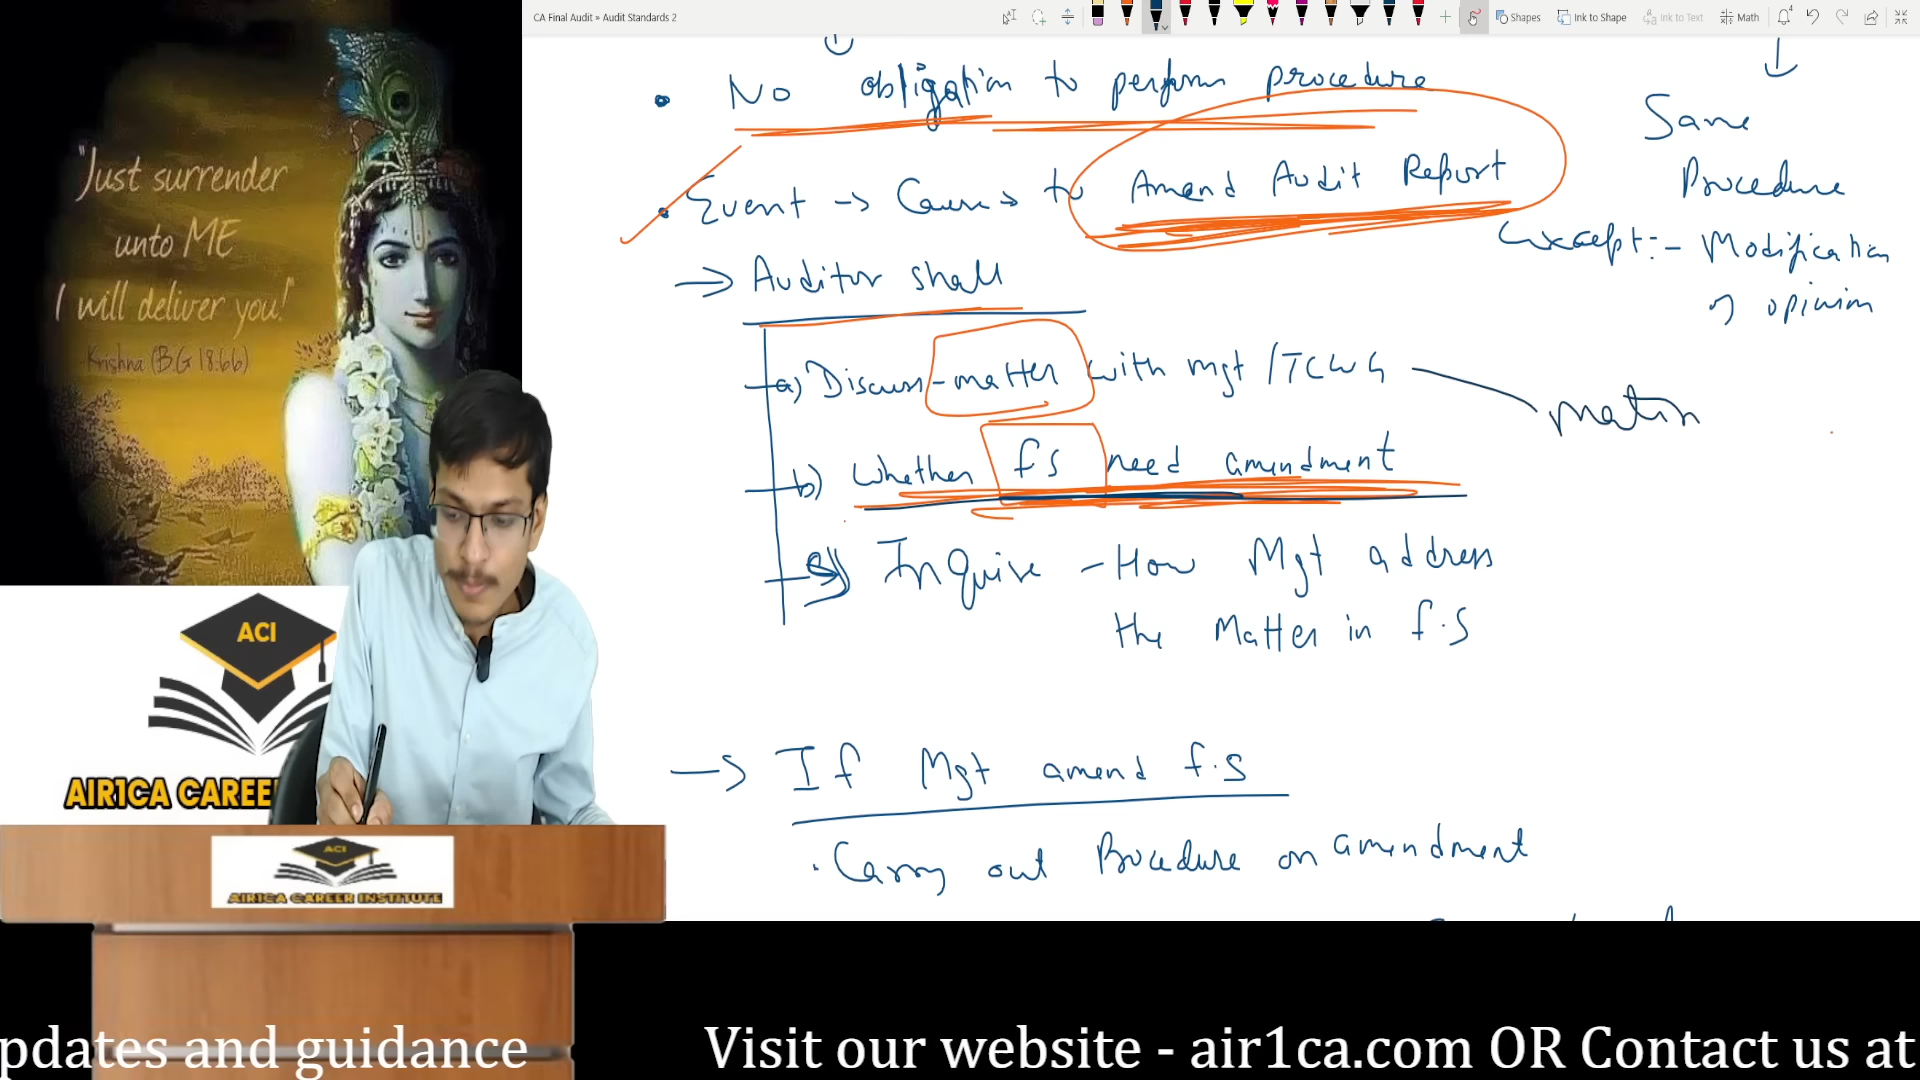 CA Final Audit » Audit Standards 2
Shapes
Ink to Shape
Ink to Text
Math
• No obligation to perform procedure
• Event → Causes to Amend Audit Report
→ Auditor shall
a) Discuss matter with mgt / TCWG
matter
b) Whether fs need amendment
c) Inquire - How Mgt address
the Matter in f.S
→ If Mgt amend f.s
• Carry out Procedure on amendment
Same
Procedure
Except:- Modification
of opinion
"Just surrender
unto ME
I will deliver you!"
- Krishna (B.G 18:66)
ACI
AIR1CA CAREE
ACI
AIR1CA CAREER INSTITUTE
pdates and guidance
Visit our website - air1ca.com OR Contact us at